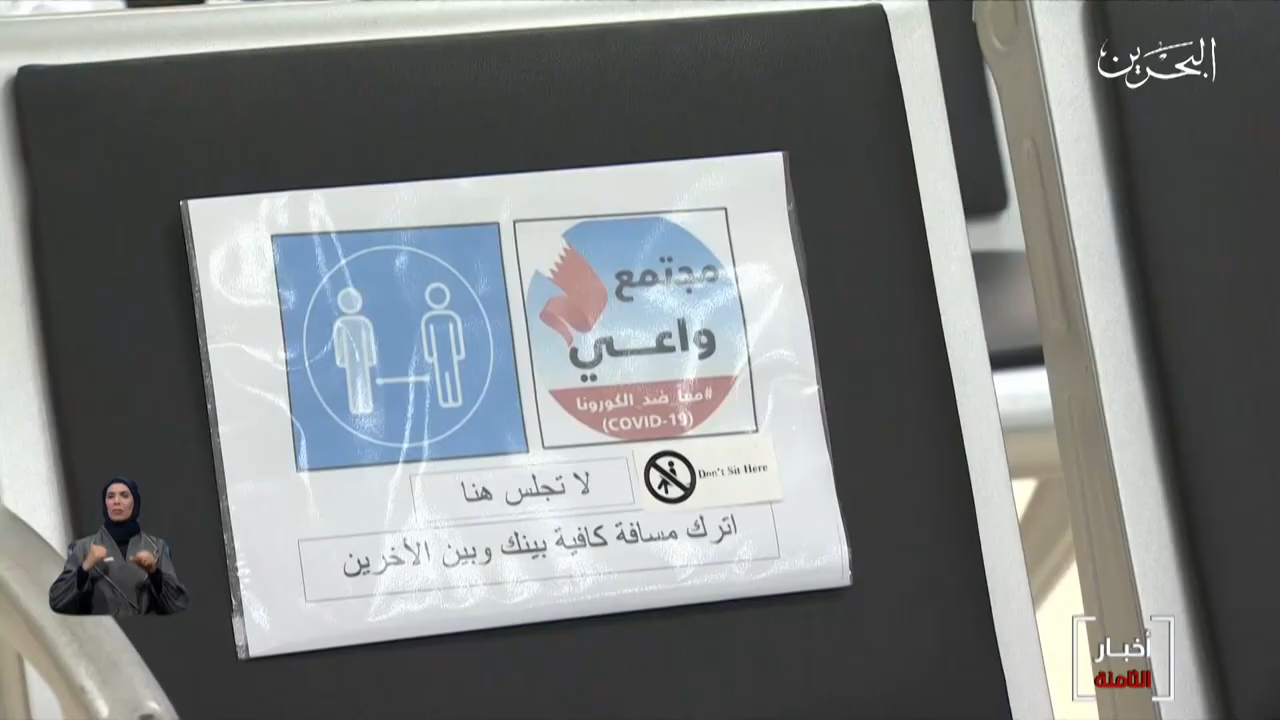 البحرين
مجتمع
واعي
#معا ضد الكورونا
(COVID-19)
Don't Sit Here
لا تجلس هنا
اترك مسافة كافية بينك وبين الأخرين
أخبار
الثامنة